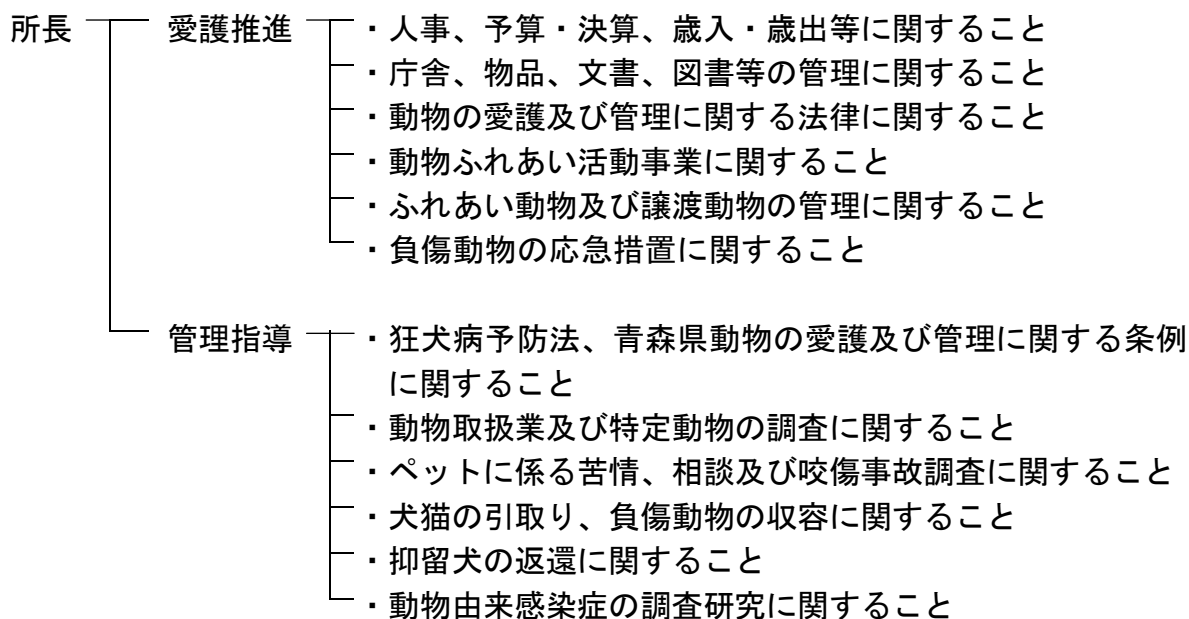 所長 愛護推進 ・人事、予算・決算、歳入・歳出等に関すること
・庁舎、物品、文書、図書等の管理に関すること
・動物の愛護及び管理に関する法律に関すること
・動物ふれあい活動事業に関すること
・ふれあい動物及び譲渡動物の管理に関すること
・負傷動物の応急措置に関すること
管理指導 ・狂犬病予防法、青森県動物の愛護及び管理に関する条例
に関すること
・動物取扱業及び特定動物の調査に関すること
・ペットに係る苦情、相談及び咬傷事故調査に関すること
・犬猫の引取り、負傷動物の収容に関すること
・抑留犬の返還に関すること
・動物由来感染症の調査研究に関すること